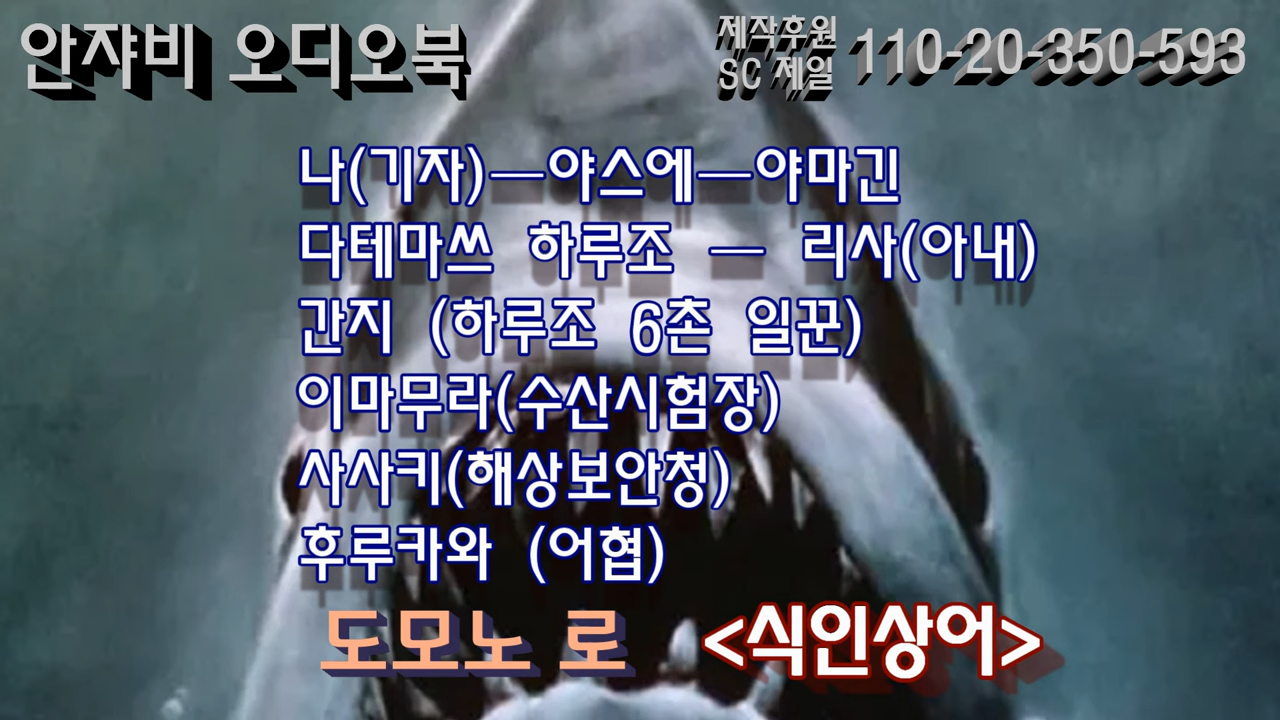 안쟈비 오디오북
제작후원
SC 제일
110-20-350-593
나(기자)―야스에―야마긴
다테마쓰 하루조 ― 리사(아내)
간지 (하루조 6촌 일꾼)
이마무라(수산시험장)
사사키(해상보안청)
후루카와 (어협)
도모노 로 <식인상어>